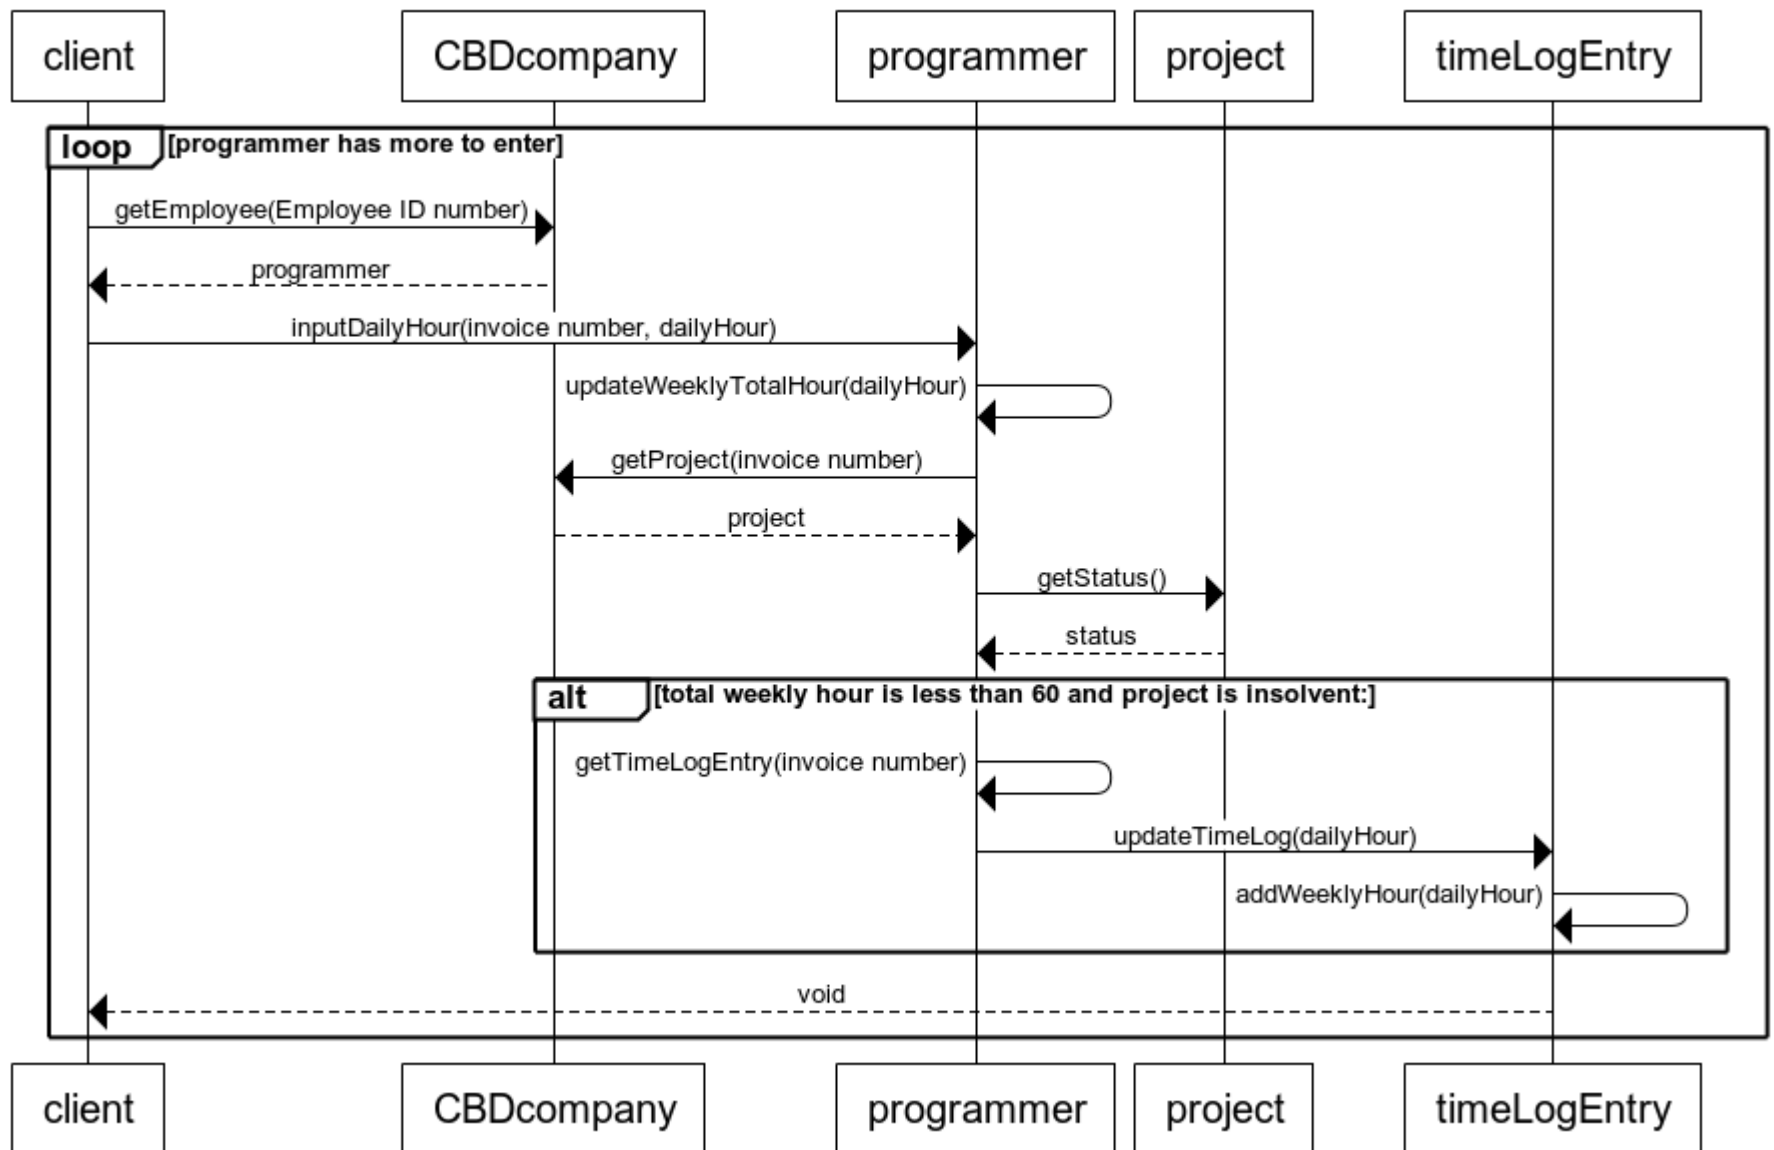 client CBDcompany programmer project timeLogEntry
loop [programmer has more to enter]
getEmployee(Employee ID number)
programmer
inputDailyHour(invoice number, dailyHour)
updateWeeklyTotalHour(dailyHour)
getProject(invoice number)
project
getStatus()
status
alt [total weekly hour is less than 60 and project is insolvent:]
getTimeLogEntry(invoice number)
updateTimeLog(dailyHour)
addWeeklyHour(dailyHour)
void
client CBDcompany programmer project timeLogEntry